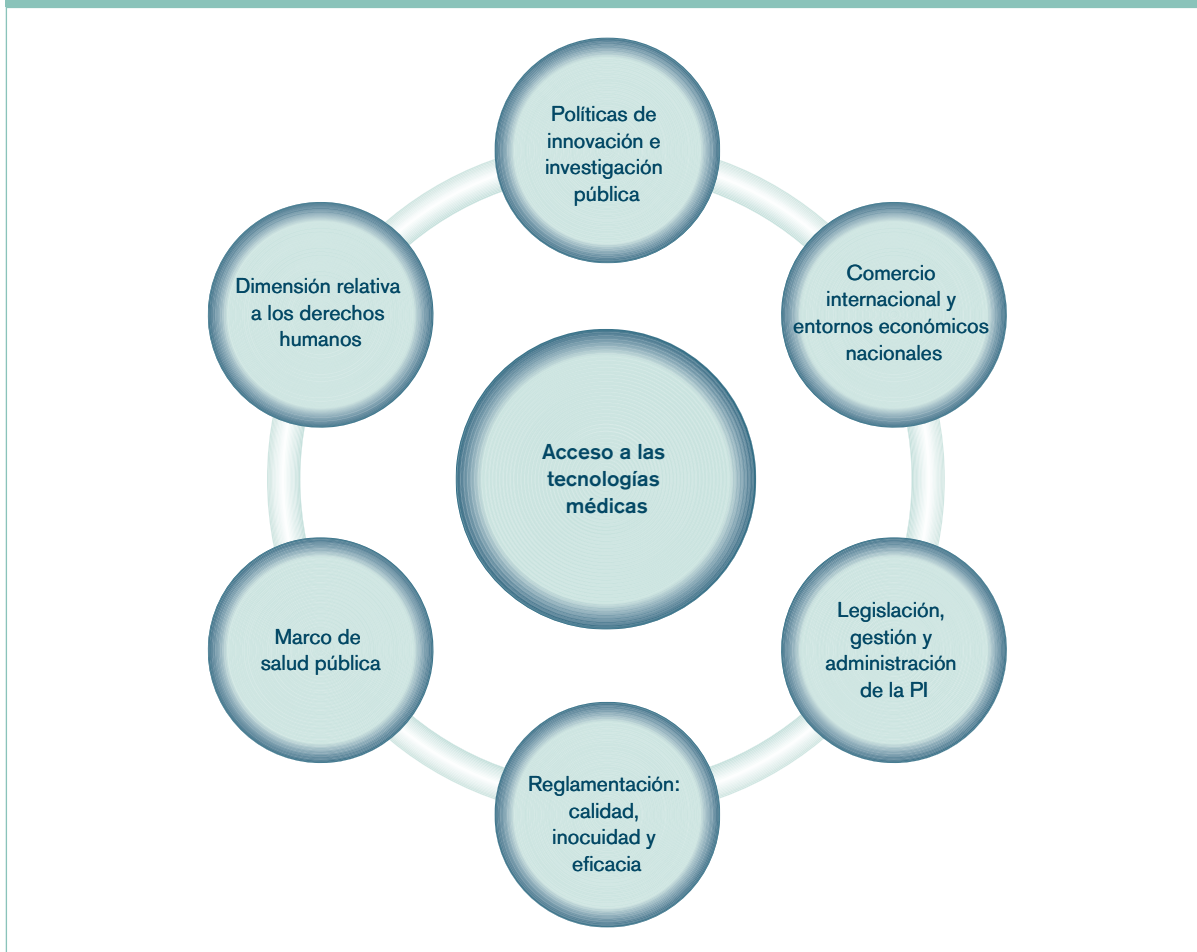 Políticas de
innovación e
investigación
pública
Comercio
internacional y
entornos económicos
nacionales
Dimensión relativa
a los derechos
humanos
Acceso a las
tecnologías
médicas
Legislación,
gestión y
administración
de la PI
Marco de
salud pública
Reglamentación:
calidad,
inocuidad y
eficacia